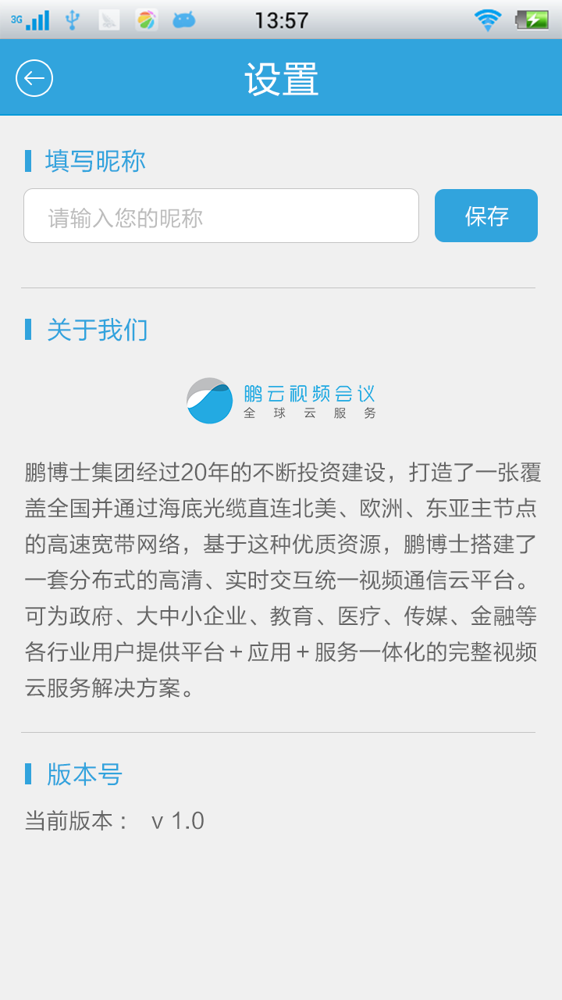 3G 13:57
设置
填写昵称
请输入您的昵称 保存
关于我们
鹏云视频会议
全球云服务
鹏博士集团经过20年的不断投资建设，打造了一张覆
盖全国并通过海底光缆直连北美、欧洲、东亚主节点
的高速宽带网络，基于这种优质资源，鹏博士搭建了
一套分布式的高清、实时交互统一视频通信云平台。
可为政府、大中小企业、教育、医疗、传媒、金融等
各行业用户提供平台＋应用＋服务一体化的完整视频
云服务解决方案。
版本号
当前版本： v 1.0